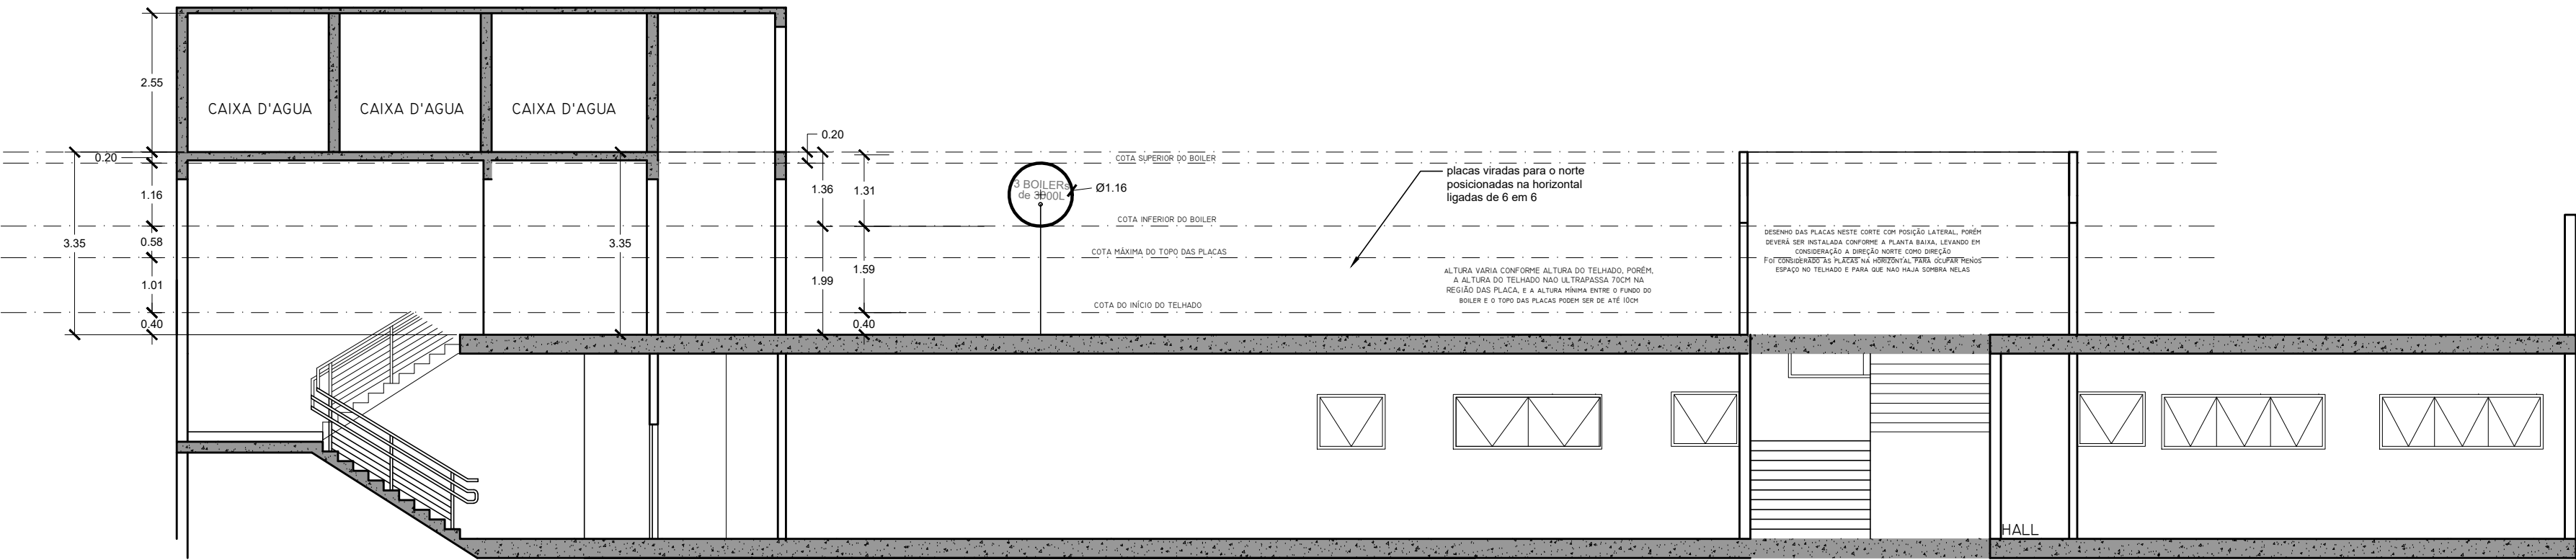 2.55
CAIXA D'AGUA
CAIXA D'AGUA
CAIXA D'AGUA
0.20
0.20
COTA SUPERIOR DO BOILER
1.16
1.36
1.31
3 BOILERs
de 3000L
Ø1.16
placas viradas para o norte
posicionadas na horizontal
ligadas de 6 em 6
COTA INFERIOR DO BOILER
3.35
0.58
3.35
COTA MÁXIMA DO TOPO DAS PLACAS
DESENHO DAS PLACAS NESTE CORTE COM POSIÇÃO LATERAL, PORÉM
DEVERÁ SER INSTALADA CONFORME A PLANTA BAIXA, LEVANDO EM
CONSIDERAÇÃO A DIREÇÃO NORTE COMO DIREÇÃO
FOI CONSIDERADO AS PLACAS NA HORIZONTAL PARA OCUPAR MENOS
ESPAÇO NO TELHADO E PARA QUE NAO HAJA SOMBRA NELAS
1.01
1.99
1.59
ALTURA VARIA CONFORME ALTURA DO TELHADO, PORÉM,
A ALTURA DO TELHADO NAO ULTRAPASSA 70CM NA
REGIÃO DAS PLACA, E A ALTURA MÍNIMA ENTRE O FUNDO DO
BOILER E O TOPO DAS PLACAS PODEM SER DE ATÉ 10CM
COTA DO INÍCIO DO TELHADO
0.40
0.40
HALL